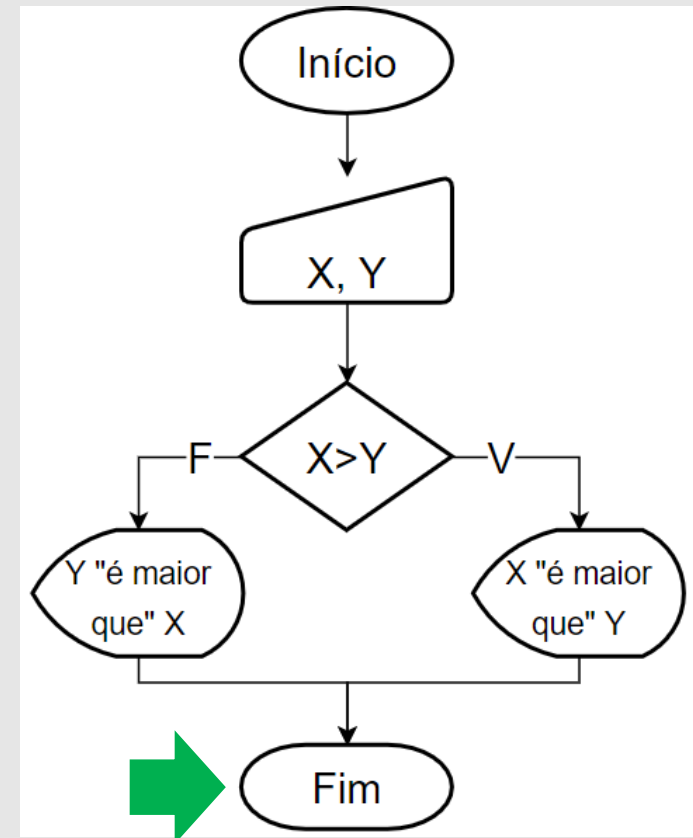 Início
X, Y
X>Y
F
V
Y "é maior
que" X
X "é maior
que" Y
Fim